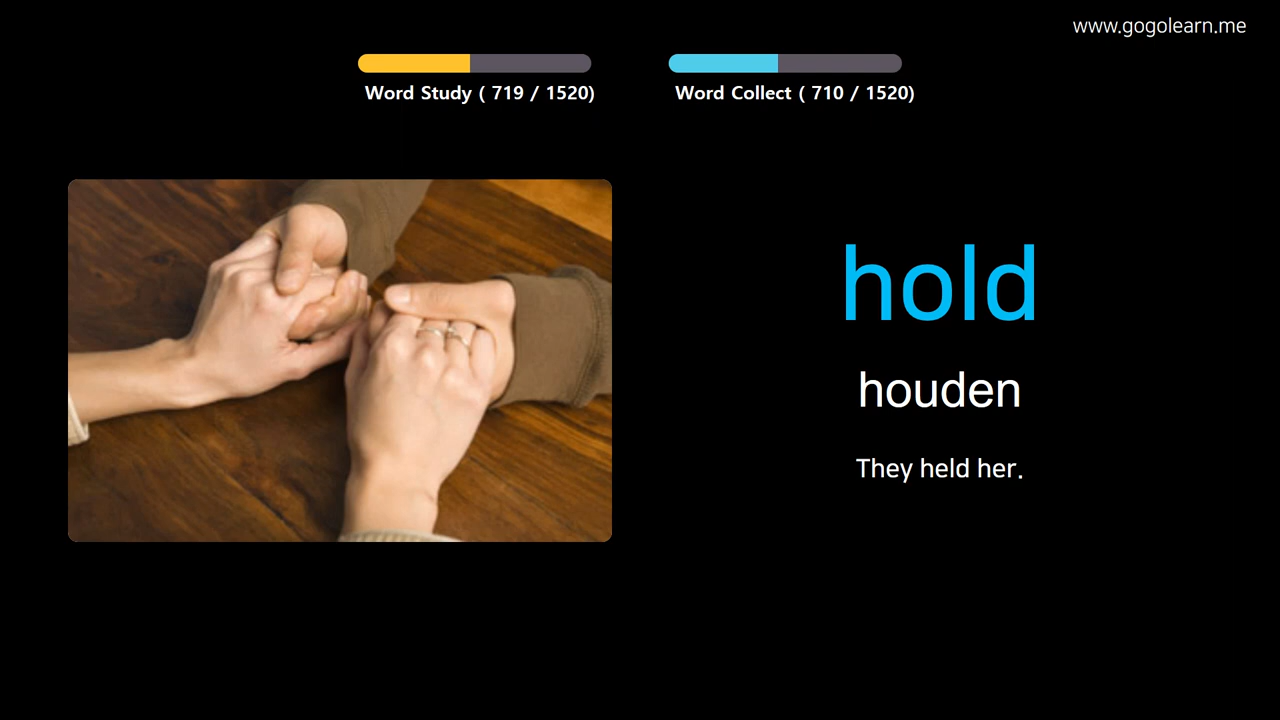 www.gogolearn.me
Word Study ( 719 / 1520)
Word Collect ( 710 / 1520)
hold
houden
They held her.